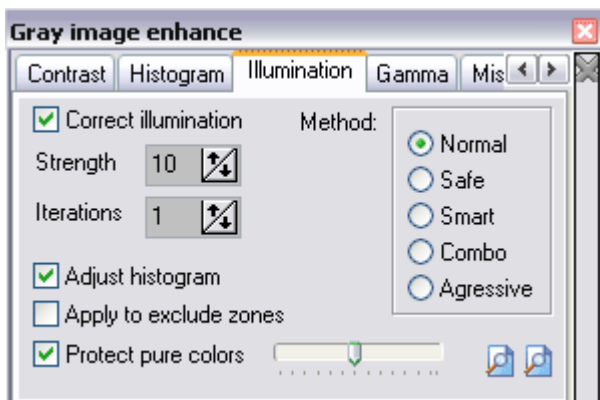 Gray image enhance
Contrast Histogram Illumination Gamma Mis
Correct illumination Method:
Normal
Strength 10
Safe
Iterations 1
Smart
Combo
Adjust histogram
Agressive
Apply to exclude zones
Protect pure colors